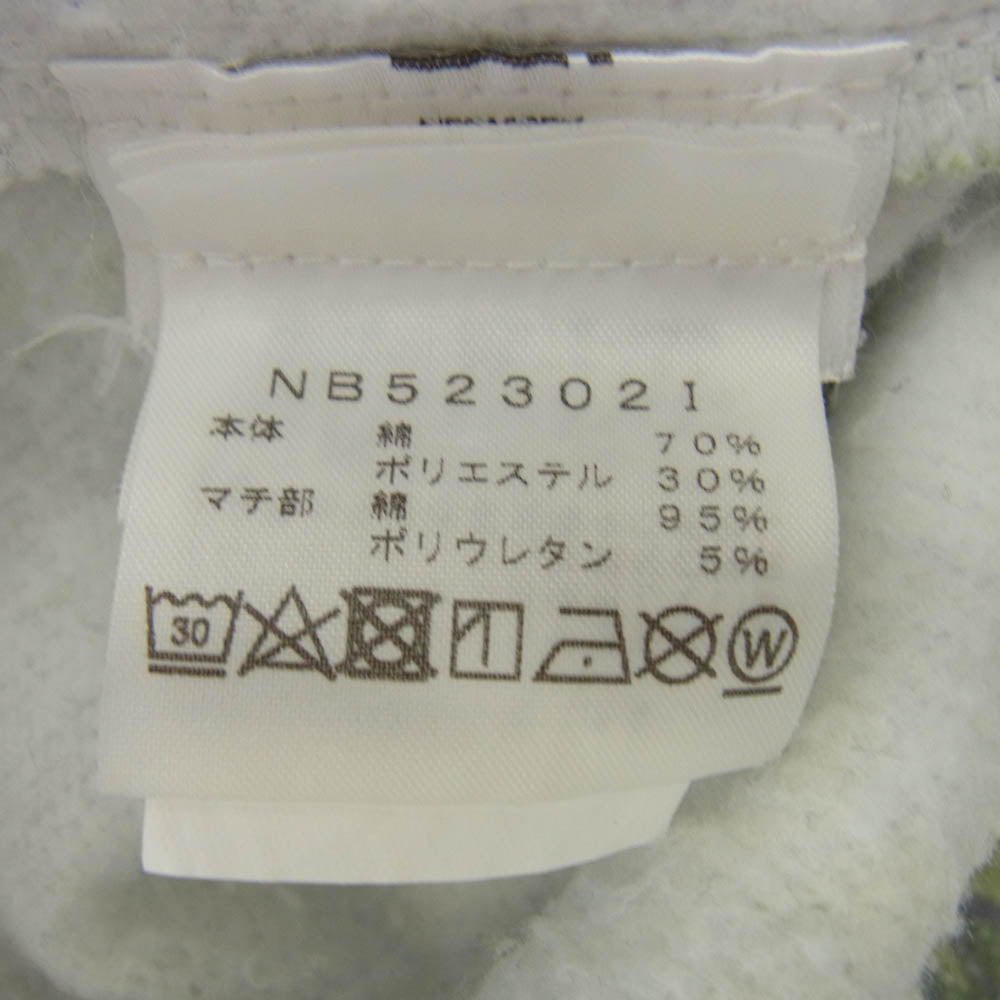 NB52302I
本体 綿 70%
ポリエステル 30%
マチ部 綿 95%
ポリウレタン 5%
30 W